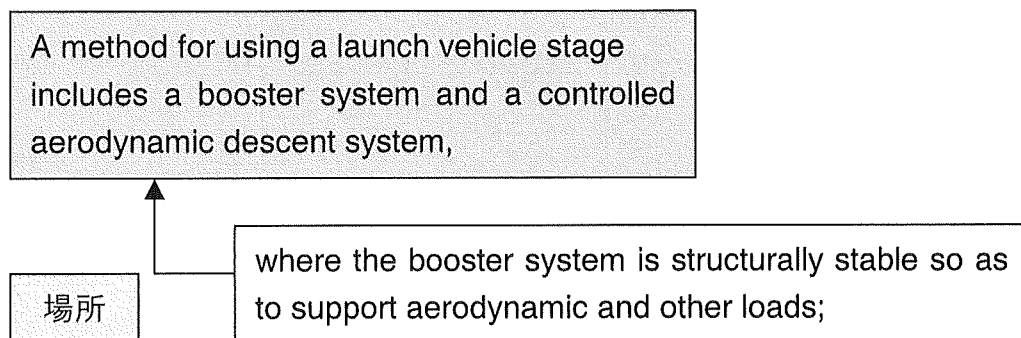 A method for using a launch vehicle stage
includes a booster system and a controlled
aerodynamic descent system,
where the booster system is structurally stable so as
to support aerodynamic and other loads;
場所